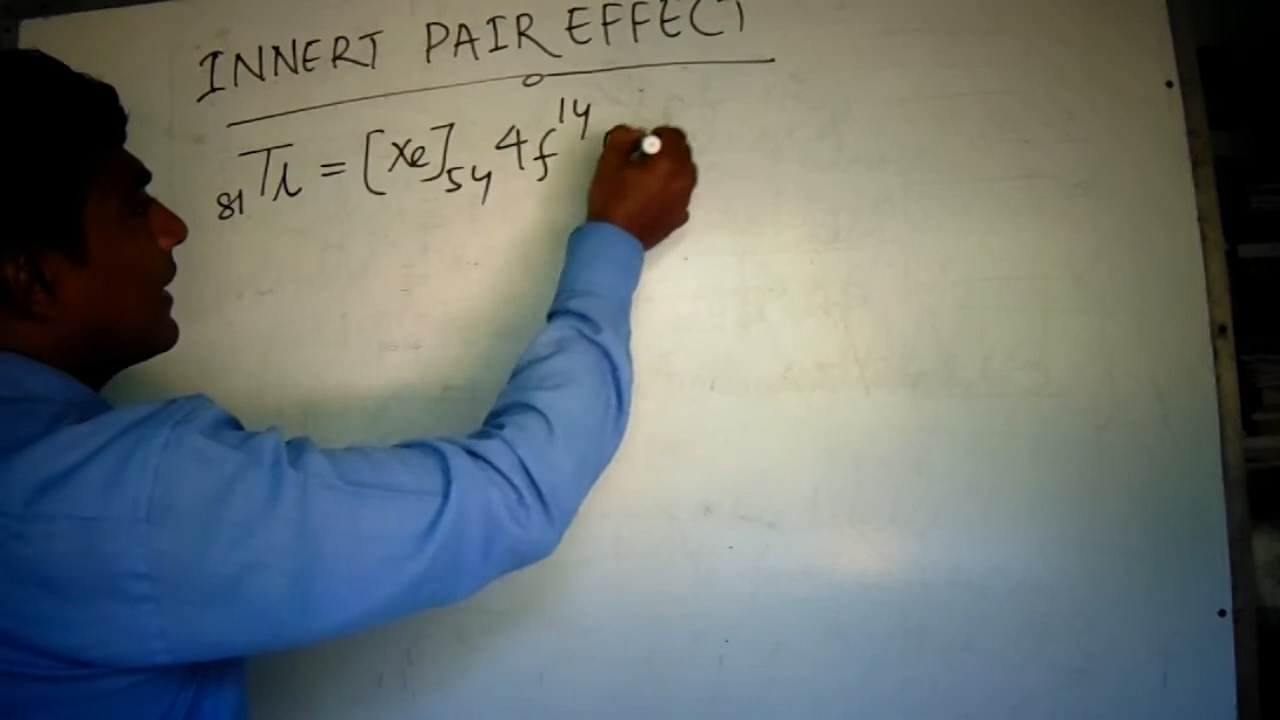 INNERT PAIR EFFECT
₈₁Tl = [Xe]₅₄ 4f¹⁴